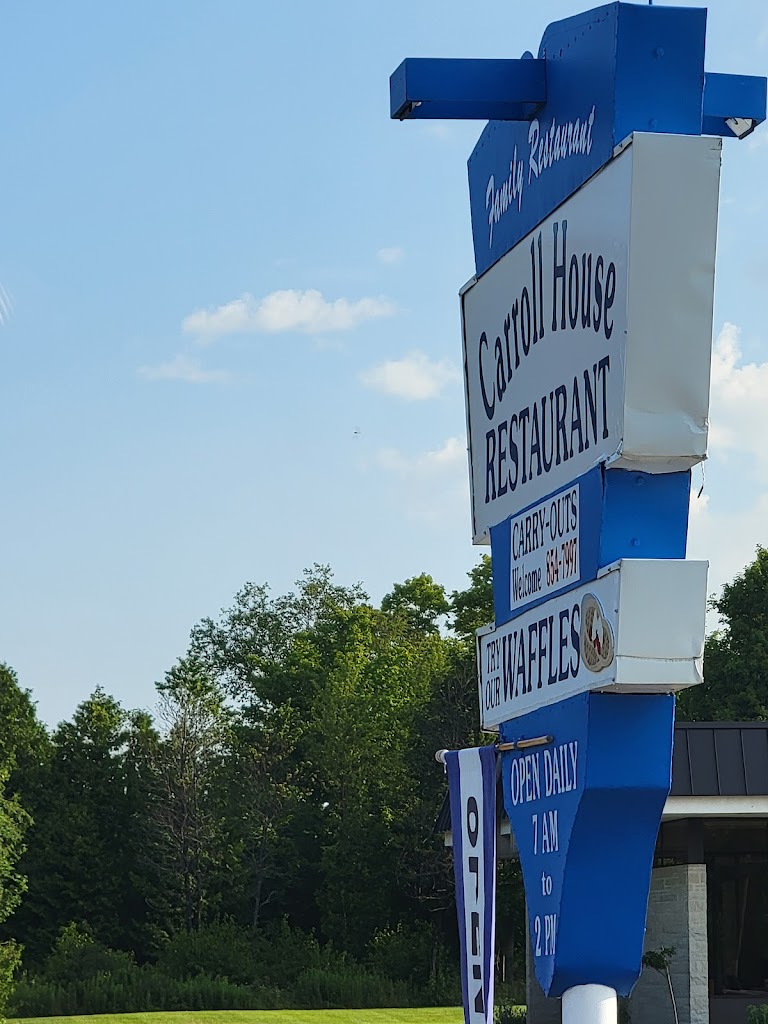 Family Restaurant
Carroll House
RESTAURANT
CARRY-OUTS
Welcome 854-7997
TRY
OUR
WAFFLES
OPEN DAILY
7 AM
to
2 PM
OPEN